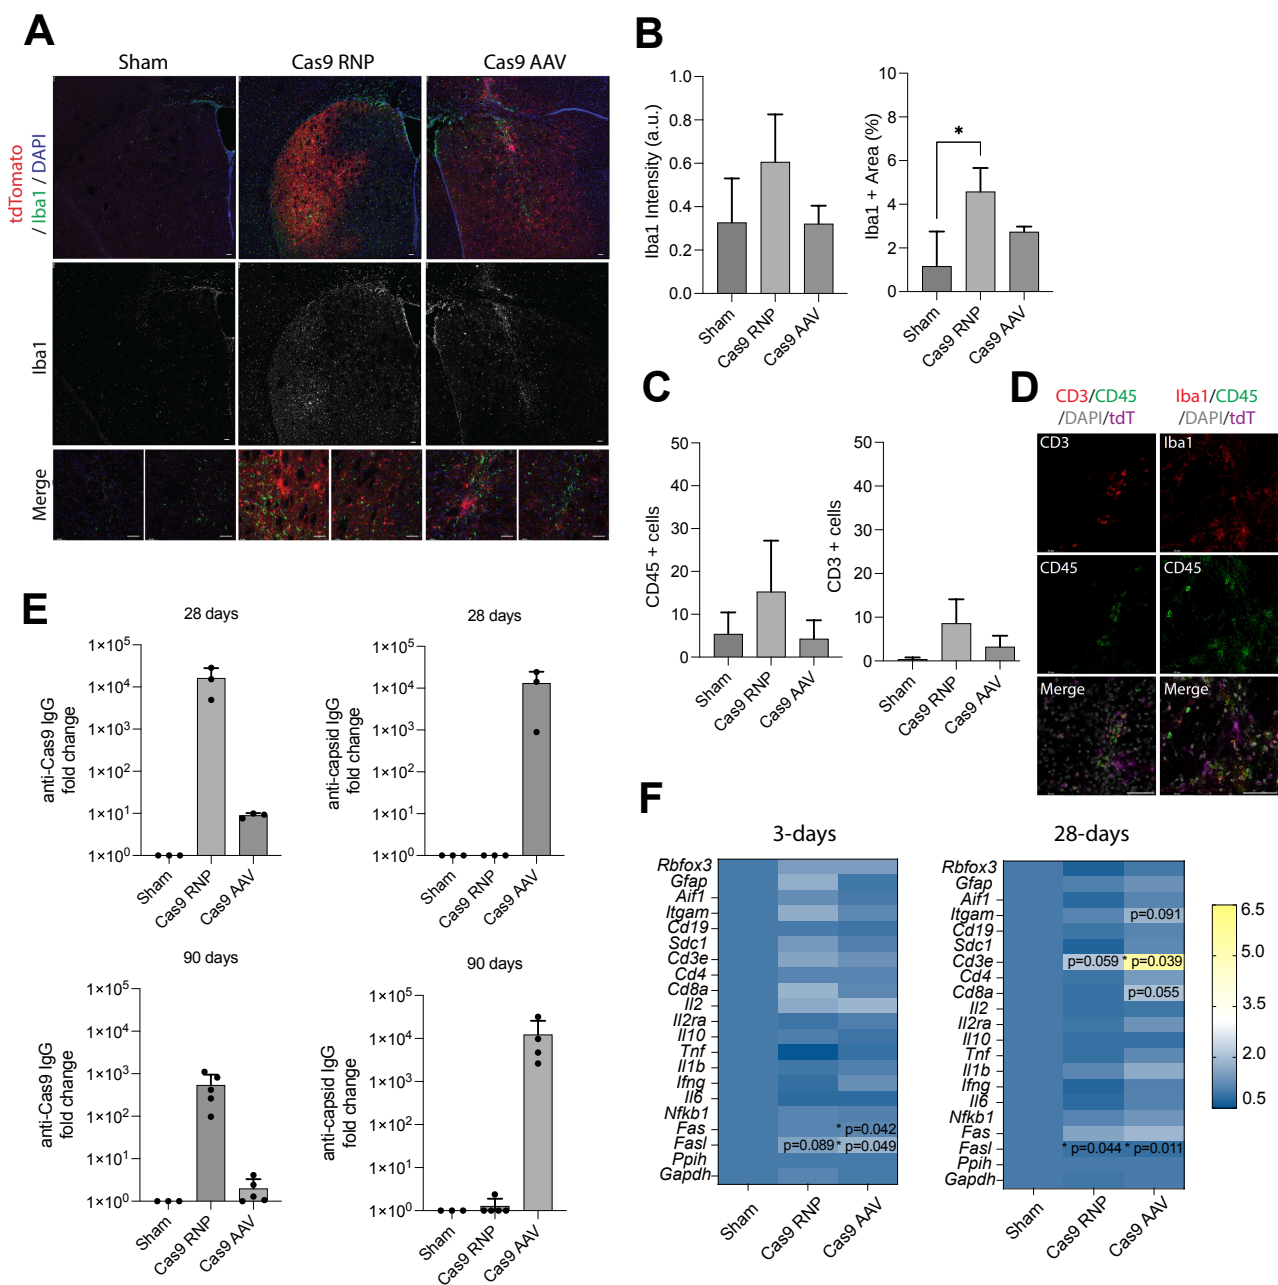 A
Sham
Cas9 RNP
Cas9 AAV
tdTomato
/ Iba1 / DAPI
Iba1
Merge
B
Iba1 Intensity (a.u.)
1.0
0.8
0.6
0.4
0.2
0.0
Sham
Cas9 RNP
Cas9 AAV
Iba1 + Area (%)
10
8
6
4
2
0
*
Sham
Cas9 RNP
Cas9 AAV
C
CD45 + cells
50
40
30
20
10
0
Sham
Cas9 RNP
Cas9 AAV
CD3 + cells
50
40
30
20
10
0
Sham
Cas9 RNP
Cas9 AAV
D
CD3/CD45
/DAPI/tdT
Iba1/CD45
/DAPI/tdT
CD3
Iba1
CD45
CD45
Merge
Merge
E
28 days
anti-Cas9 IgG
fold change
1×10⁵
1×10⁴
1×10³
1×10²
1×10¹
1×10⁰
Sham
Cas9 RNP
Cas9 AAV
28 days
anti-capsid IgG
fold change
1×10⁵
1×10⁴
1×10³
1×10²
1×10¹
1×10⁰
Sham
Cas9 RNP
Cas9 AAV
90 days
anti-Cas9 IgG
fold change
1×10⁵
1×10⁴
1×10³
1×10²
1×10¹
1×10⁰
Sham
Cas9 RNP
Cas9 AAV
90 days
anti-capsid IgG
fold change
1×10⁵
1×10⁴
1×10³
1×10²
1×10¹
1×10⁰
Sham
Cas9 RNP
Cas9 AAV
F
3-days
Rbfox3
Gfap
Aif1
Itgam
Cd19
Sdc1
Cd3e
Cd4
Cd8a
Il2
Il2ra
Il10
Tnf
Il1b
Ifng
Il6
Nfkb1
Fas
* p=0.042
Fasl
p=0.089 * p=0.049
Ppih
Gapdh
Sham
Cas9 RNP
Cas9 AAV
28-days
Rbfox3
Gfap
Aif1
Itgam
p=0.091
Cd19
Sdc1
Cd3e
p=0.059 * p=0.039
Cd4
Cd8a
p=0.055
Il2
Il2ra
Il10
Tnf
Il1b
Ifng
Il6
Nfkb1
Fas
Fasl
* p=0.044 * p=0.011
Ppih
Gapdh
Sham
Cas9 RNP
Cas9 AAV
6.5
5.0
3.5
2.0
0.5